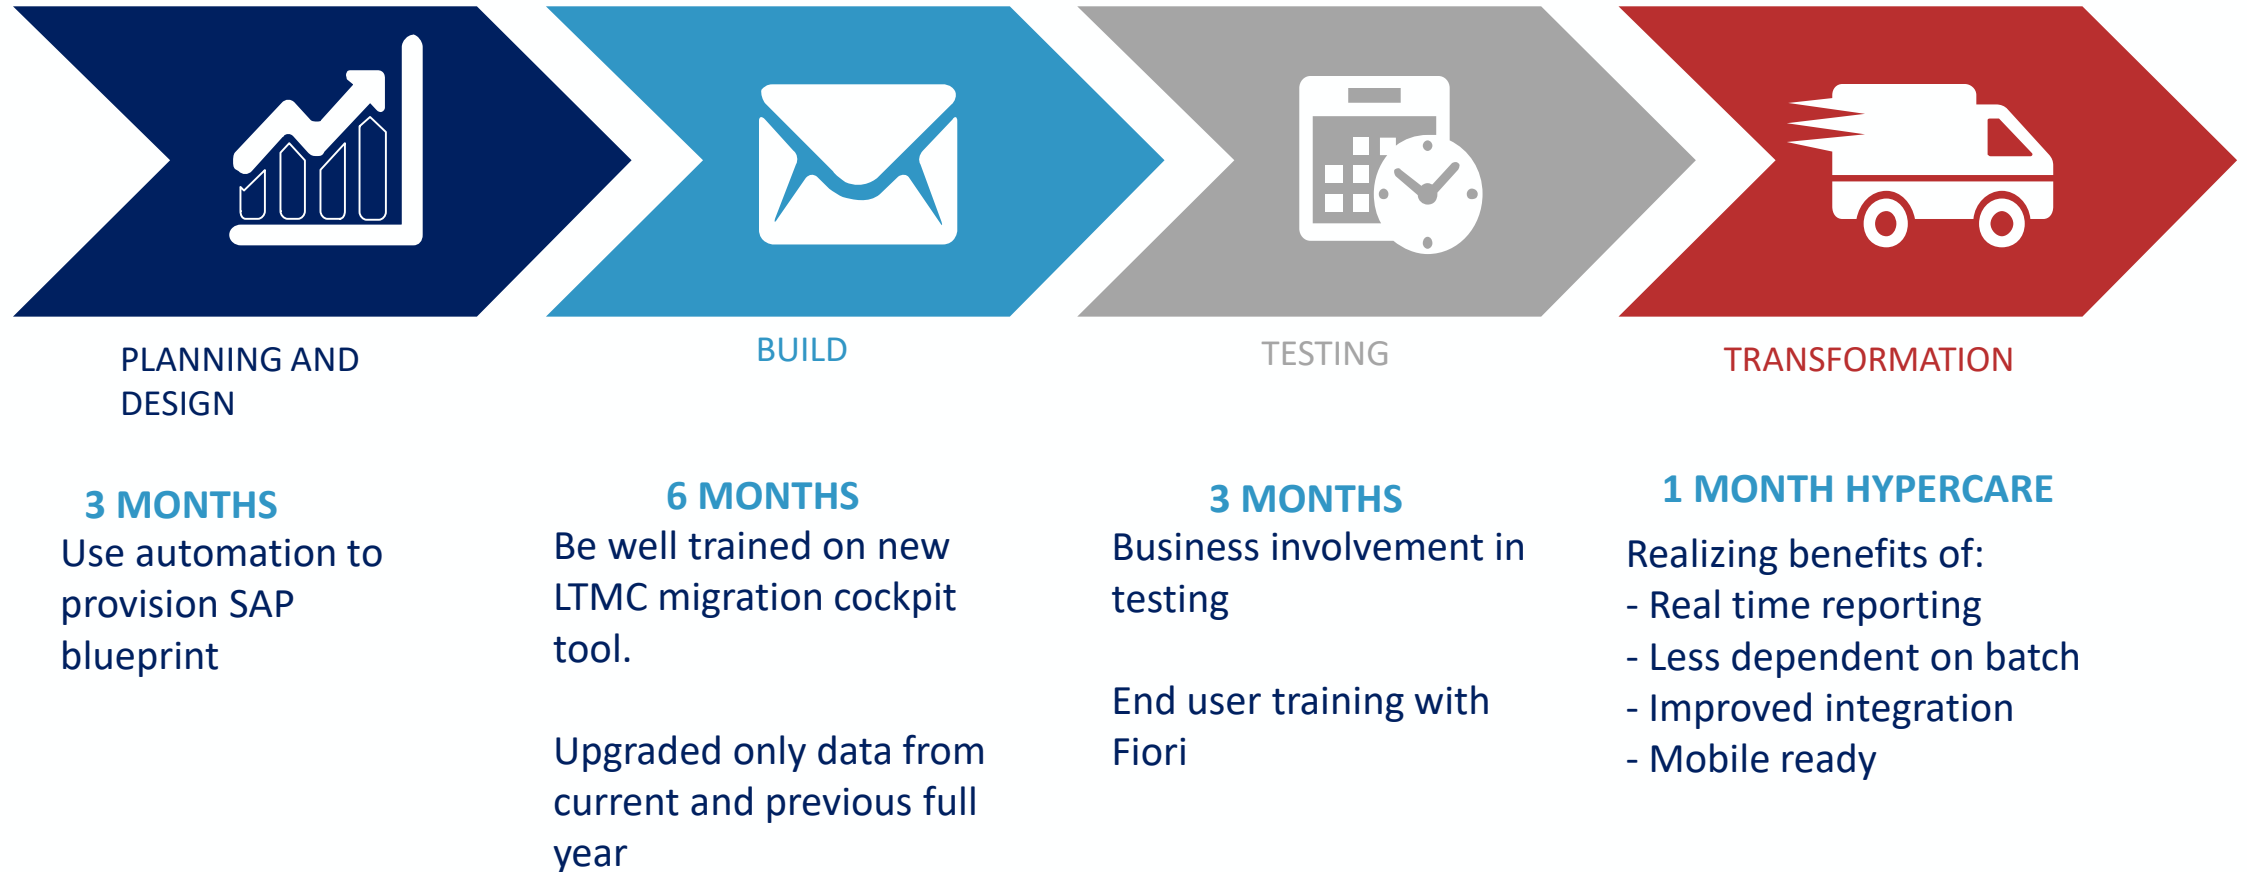 PLANNING AND
DESIGN
3 MONTHS
Use automation to
provision SAP
blueprint
BUILD
6 MONTHS
Be well trained on new
LTMC migration cockpit
tool.
Upgraded only data from
current and previous full
year
TESTING
3 MONTHS
Business involvement in
testing
End user training with
Fiori
TRANSFORMATION
1 MONTH HYPERCARE
Realizing benefits of:
- Real time reporting
- Less dependent on batch
- Improved integration
- Mobile ready